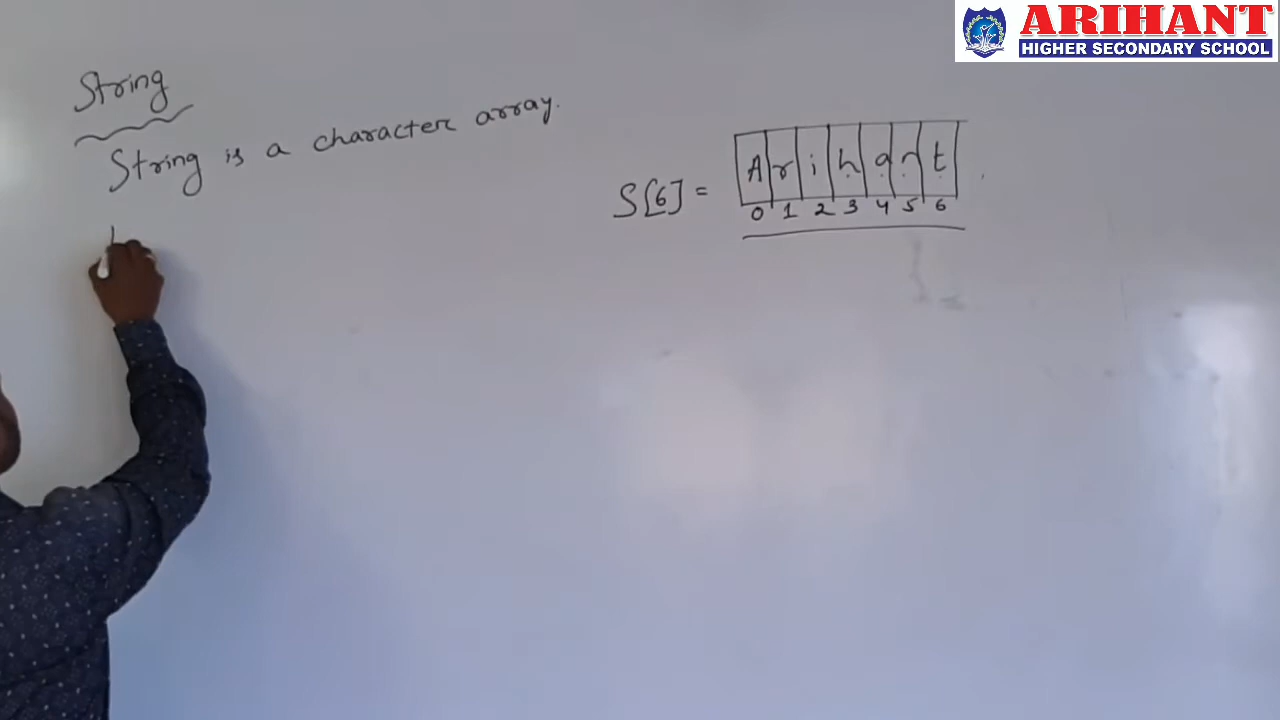 ARIHANT
HIGHER SECONDARY SCHOOL
String
String is a character array.
S[6] =
A r i h a n t
0 1 2 3 4 5 6